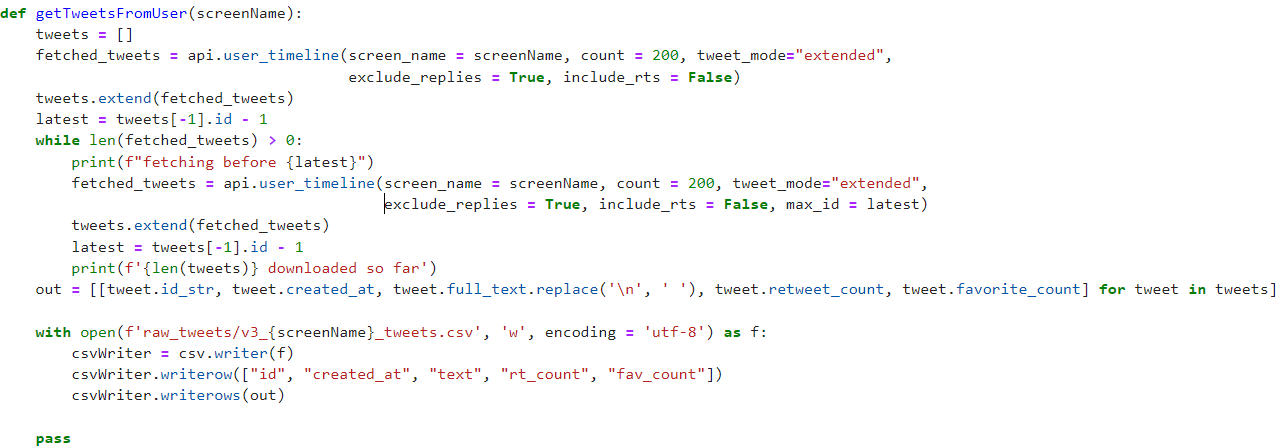 def getTweetsFromUser(screenName):
    tweets = []
    fetched_tweets = api.user_timeline(screen_name = screenName, count = 200, tweet_mode="extended",
                                   exclude_replies = True, include_rts = False)
    tweets.extend(fetched_tweets)
    latest = tweets[-1].id - 1
    while len(fetched_tweets) > 0:
        print(f"fetching before {latest}")
        fetched_tweets = api.user_timeline(screen_name = screenName, count = 200, tweet_mode="extended",
                                       exclude_replies = True, include_rts = False, max_id = latest)
        tweets.extend(fetched_tweets)
        latest = tweets[-1].id - 1
        print(f'{len(tweets)} downloaded so far')
    out = [[tweet.id_str, tweet.created_at, tweet.full_text.replace('\n', ' '), tweet.retweet_count, tweet.favorite_count] for tweet in tweets]

    with open(f'raw_tweets/v3_{screenName}_tweets.csv', 'w', encoding = 'utf-8') as f:
        csvWriter = csv.writer(f)
        csvWriter.writerow(["id", "created_at", "text", "rt_count", "fav_count"])
        csvWriter.writerows(out)

    pass